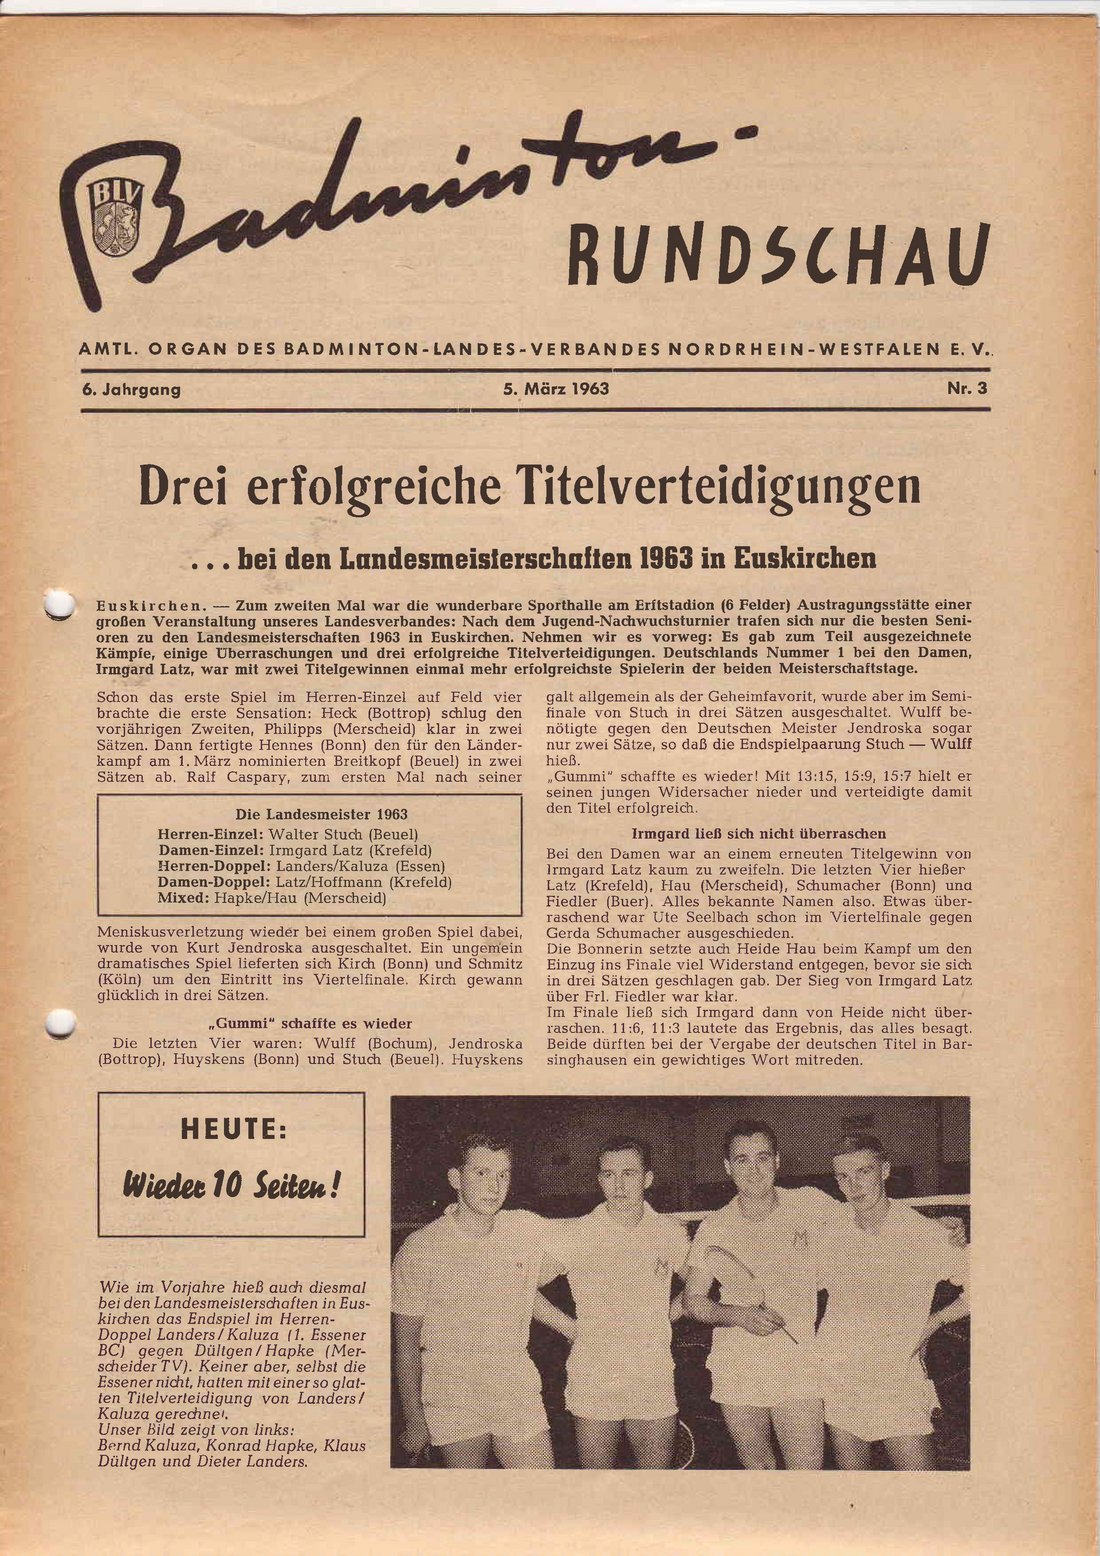 BLV
Badminton-
RUNDSCHAU
AMTL. ORGAN DES BADMINTON-LANDES-VERBANDES NORDRHEIN-WESTFALEN E. V.
6. Jahrgang 5. März 1963 Nr. 3
Drei erfolgreiche Titelverteidigungen
... bei den Landesmeisterschaften 1963 in Euskirchen
Euskirchen. — Zum zweiten Mal war die wunderbare Sporthalle am Erftstadion (6 Felder) Austragungsstätte einer
großen Veranstaltung unseres Landesverbandes: Nach dem Jugend-Nachwuchsturnier trafen sich nur die besten Seni-
oren zu den Landesmeisterschaften 1963 in Euskirchen. Nehmen wir es vorweg: Es gab zum Teil ausgezeichnete
Kämpfe, einige Überraschungen und drei erfolgreiche Titelverteidigungen. Deutschlands Nummer 1 bei den Damen,
Irmgard Latz, war mit zwei Titelgewinnen einmal mehr erfolgreichste Spielerin der beiden Meisterschaftstage.
Schon das erste Spiel im Herren-Einzel auf Feld vier
brachte die erste Sensation: Heck (Bottrop) schlug den
vorjährigen Zweiten, Philipps (Merscheid) klar in zwei
Sätzen. Dann fertigte Hennes (Bonn) den für den Länder-
kampf am 1. März nominierten Breitkopf (Beuel) in zwei
Sätzen ab. Ralf Caspary, zum ersten Mal nach seiner
Die Landesmeister 1963
Herren-Einzel: Walter Stuch (Beuel)
Damen-Einzel: Irmgard Latz (Krefeld)
Herren-Doppel: Landers/Kaluza (Essen)
Damen-Doppel: Latz/Hoffmann (Krefeld)
Mixed: Hapke/Hau (Merscheid)
Meniskusverletzung wieder bei einem großen Spiel dabei,
wurde von Kurt Jendroska ausgeschaltet. Ein ungemein
dramatisches Spiel lieferten sich Kirch (Bonn) und Schmitz
(Köln) um den Eintritt ins Viertelfinale. Kirch gewann
glücklich in drei Sätzen.
„Gummi" schaffte es wieder
Die letzten Vier waren: Wulff (Bochum), Jendroska
(Bottrop), Huyskens (Bonn) und Stuch (Beuel). Huyskens
galt allgemein als der Geheimfavorit, wurde aber im Semi-
finale von Stuch in drei Sätzen ausgeschaltet. Wulff be-
nötigte gegen den Deutschen Meister Jendroska sogar
nur zwei Sätze, so daß die Endspielpaarung Stuch — Wulff
hieß.
„Gummi" schaffte es wieder! Mit 13:15, 15:9, 15:7 hielt er
seinen jungen Widersacher nieder und verteidigte damit
den Titel erfolgreich.
Irmgard ließ sich nicht überraschen
Bei den Damen war an einem erneuten Titelgewinn von
Irmgard Latz kaum zu zweifeln. Die letzten Vier hießer
Latz (Krefeld), Hau (Merscheid), Schumacher (Bonn) und
Fiedler (Buer). Alles bekannte Namen also. Etwas über-
raschend war Ute Seelbach schon im Viertelfinale gegen
Gerda Schumacher ausgeschieden.
Die Bonnerin setzte auch Heide Hau beim Kampf um den
Einzug ins Finale viel Widerstand entgegen, bevor sie sich
in drei Sätzen geschlagen gab. Der Sieg von Irmgard Latz
über Frl. Fiedler war klar.
Im Finale ließ sich Irmgard dann von Heide nicht über-
raschen. 11:6, 11:3 lautete das Ergebnis, das alles besagt.
Beide dürften bei der Vergabe der deutschen Titel in Bar-
singhausen ein gewichtiges Wort mitreden.
HEUTE:
Wieder 10 Seiten!
Wie im Vorjahre hieß auch diesmal
bei den Landesmeisterschaften in Eus-
kirchen das Endspiel im Herren-
Doppel Landers/Kaluza (1. Essener
BC) gegen Dültgen/Hapke (Mer-
scheider TV). Keiner aber, selbst die
Essener nicht, hatten mit einer so glat-
ten Titelverteidigung von Landers/
Kaluza gerechnet.
Unser Bild zeigt von links:
Bernd Kaluza, Konrad Hapke, Klaus
Dültgen und Dieter Landers.
M
M